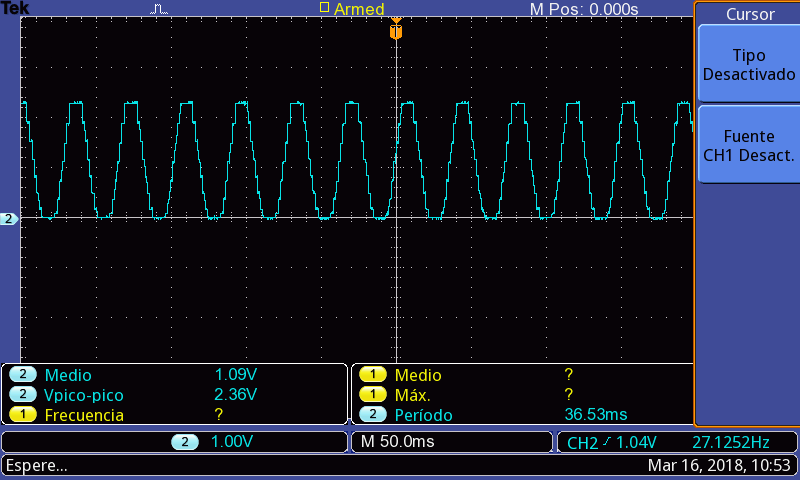 Tek Armed M Pos: 0.000s
Cursor
Tipo
Desactivado
Fuente
CH1 Desact.
T
2
2 Medio 1.09V
2 Vpico-pico 2.36V
1 Frecuencia ?
1 Medio ?
1 Máx. ?
2 Período 36.53ms
2 1.00V M 50.0ms CH2 1.04V 27.1252Hz
Espere... Mar 16, 2018, 10:53